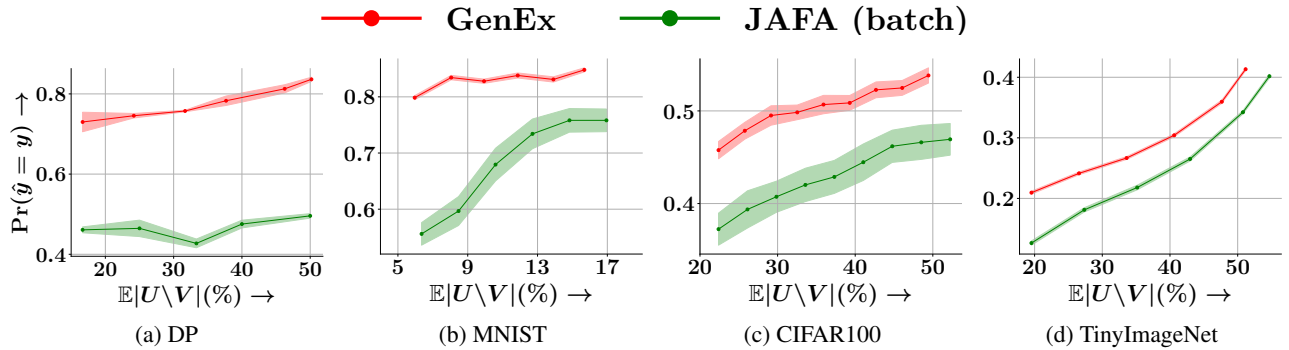 GenEx JAFA (batch)
Pr(ŷ = y) →
0.8
0.6
0.4
20 30 40 50
𝔼|U\V|(%) →
(a) DP
0.8
0.7
0.6
5 9 13 17
𝔼|U\V|(%) →
(b) MNIST
0.5
0.4
20 30 40 50
𝔼|U\V|(%) →
(c) CIFAR100
0.4
0.3
0.2
20 30 40 50
𝔼|U\V|(%) →
(d) TinyImageNet